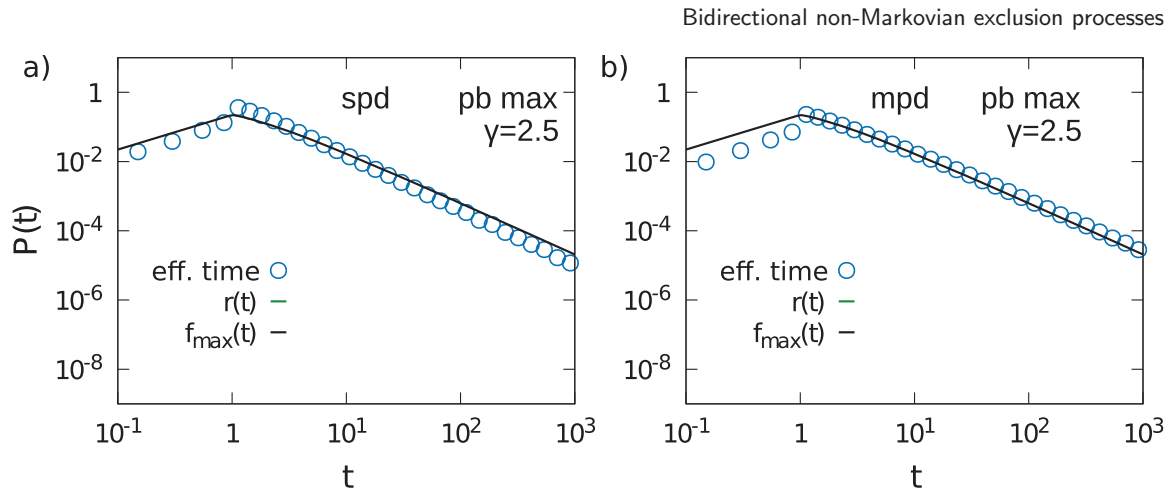 Bidirectional non-Markovian exclusion processes
a)
spd pb max
γ=2.5
P(t)
1
10⁻²
10⁻⁴
10⁻⁶
10⁻⁸
eff. time
r(t)
f_max(t)
10⁻¹ 1 10¹ 10² 10³
t
b)
mpd pb max
γ=2.5
1
10⁻²
10⁻⁴
10⁻⁶
10⁻⁸
eff. time
r(t)
f_max(t)
10⁻¹ 1 10¹ 10² 10³
t